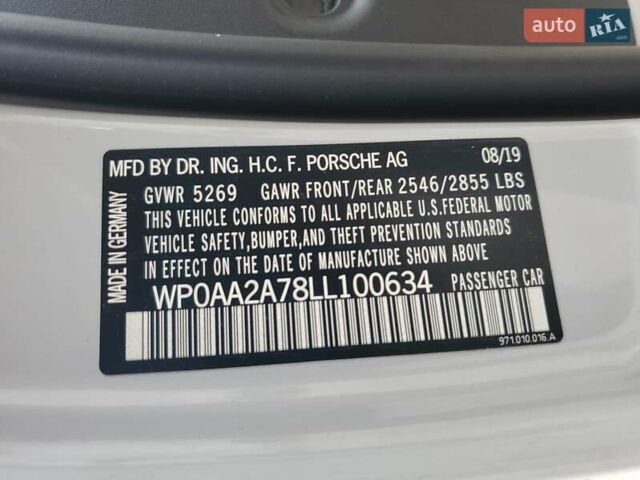 auto RIA.com
MFD BY DR. ING. H.C. F. PORSCHE AG 08/19
GVWR 5269 GAWR FRONT/REAR 2546/2855 LBS
THIS VEHICLE CONFORMS TO ALL APPLICABLE U.S.FEDERAL MOTOR
VEHICLE SAFETY,BUMPER,AND THEFT PREVENTION STANDARDS
IN EFFECT ON THE DATE OF MANUFACTURE SHOWN ABOVE
WP0AA2A78LL100634 PASSENGER CAR
MADE IN GERMANY
971.010.016.A